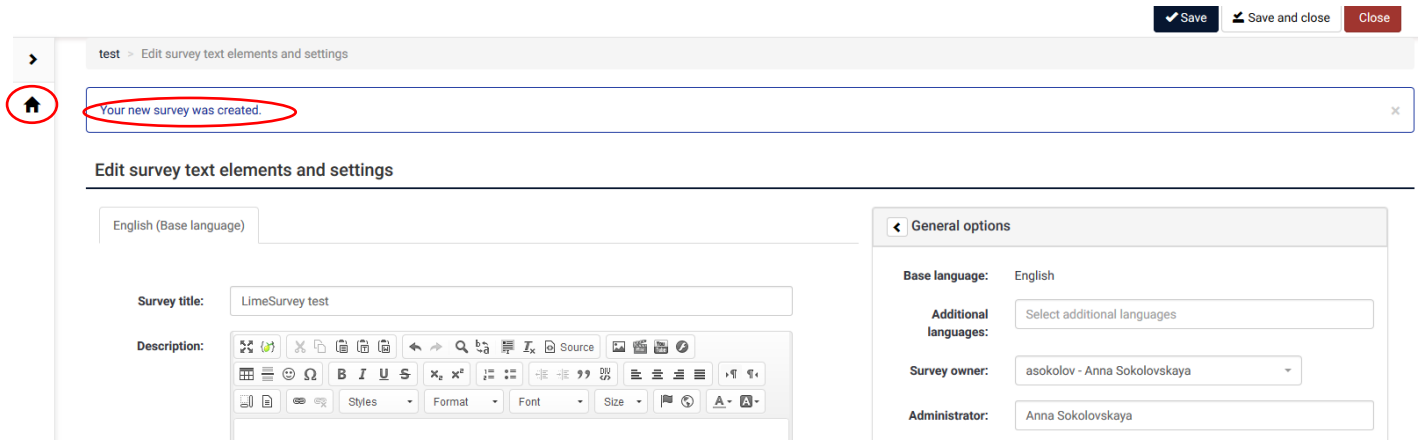 Save Save and close Close
test > Edit survey text elements and settings
Your new survey was created. ×
Edit survey text elements and settings
English (Base language)
General options
Base language: English
Survey title: LimeSurvey test
Additional languages: Select additional languages
Description:
Source
B I U S x₂ x²
Styles Format Font Size A A
Survey owner: asokolov - Anna Sokolovskaya
Administrator: Anna Sokolovskaya